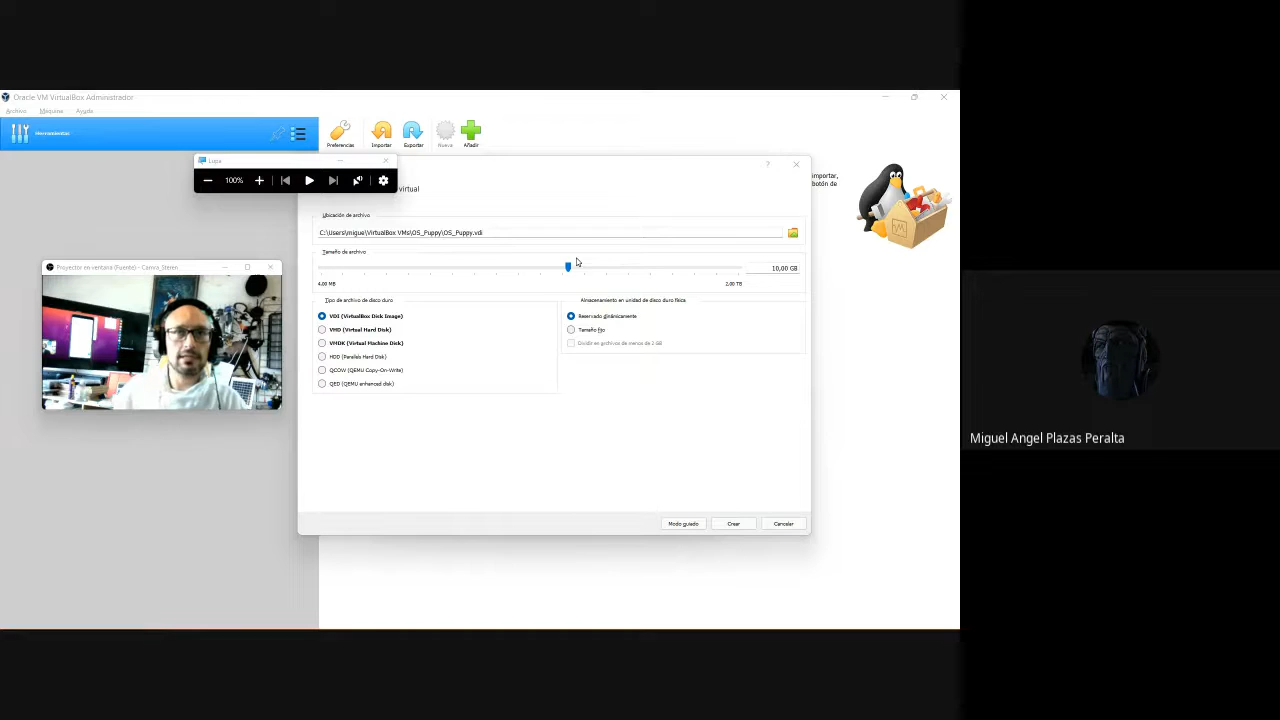 Oracle VM VirtualBox Administrador
Archivo Máquina Ayuda
Herramientas
Preferencias Importar Exportar Nueva Añadir
Lupa
100%
importar,
botón de
virtual
Ubicación de archivo
C:\Users\migue\VirtualBox VMs\OS_Puppy\OS_Puppy.vdi
Tamaño de archivo
10,00 GB
4,00 MB 2,00 TB
Proyector en ventana (Fuente) - Canva_Steren
Tipo de archivo de disco duro
VDI (VirtualBox Disk Image)
VHD (Virtual Hard Disk)
VMDK (Virtual Machine Disk)
HDD (Parallels Hard Disk)
QCOW (QEMU Copy-On-Write)
QED (QEMU enhanced disk)
Almacenamiento en unidad de disco duro física
Reservado dinámicamente
Tamaño fijo
Dividir en archivos de menos de 2 GB
Modo guiado Crear Cancelar
Miguel Angel Plazas Peralta